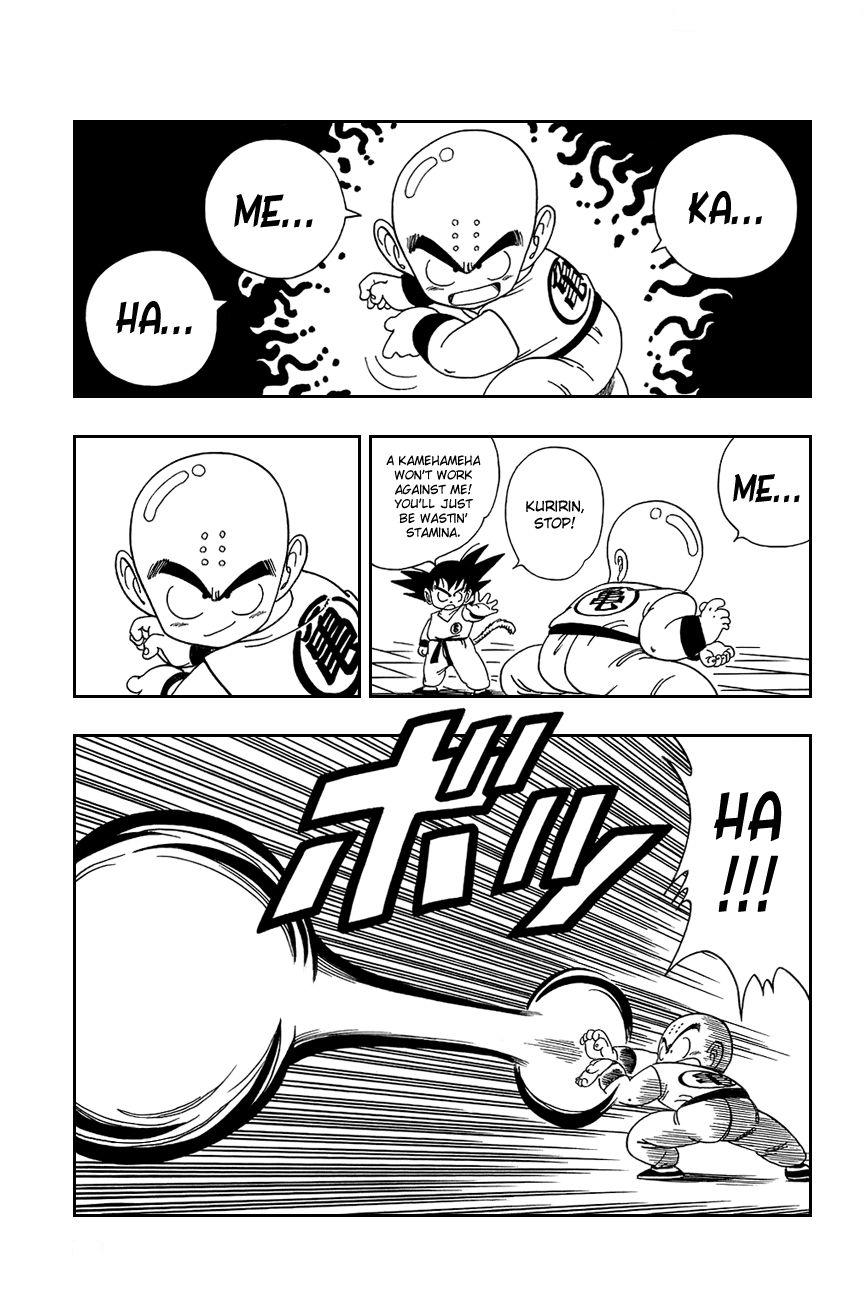 KA...
ME...
HA...
ME...
KURIRIN,
STOP!
A KAMEHAMEHA
WON'T WORK
AGAINST ME!
YOU'LL JUST
BE WASTIN'
STAMINA.
亀
HA
!!!
ボッ